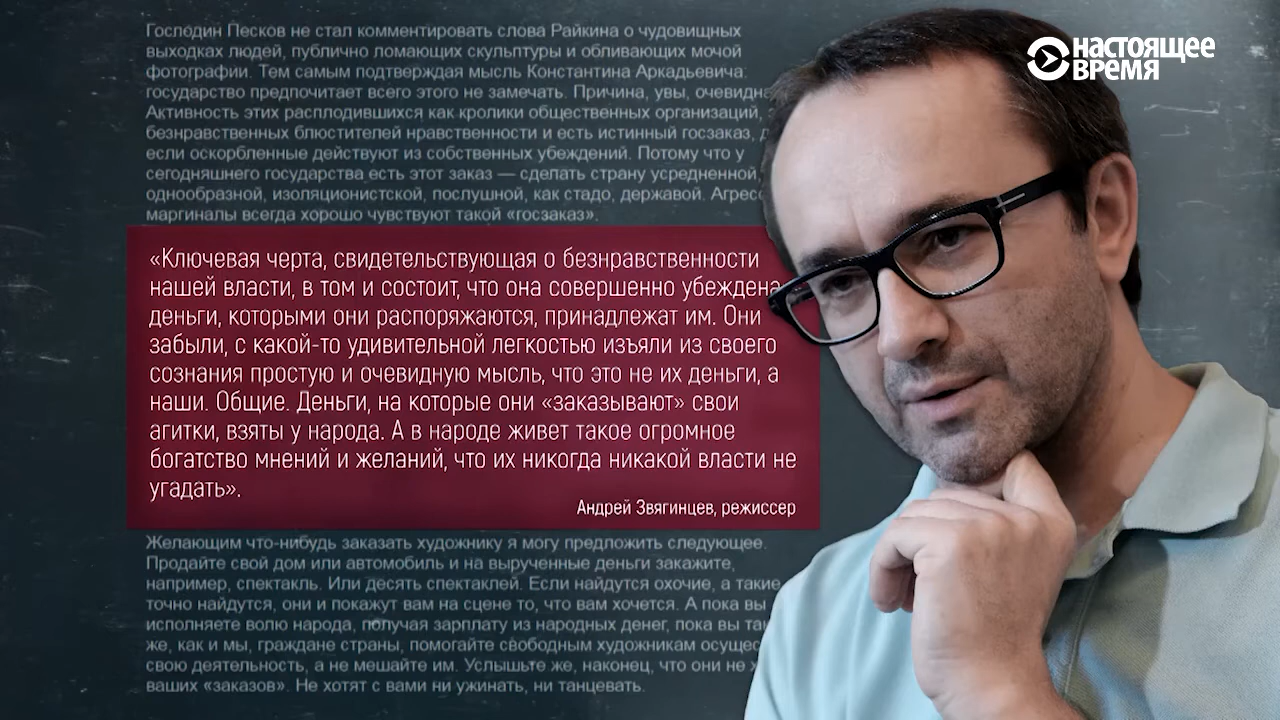 Господин Песков не стал комментировать слова Райкина о чудовищных
выходках людей, публично ломающих скульптуры и обливающих мочой
фотографии. Тем самым подтверждая мысль Константина Аркадьевича:
государство предпочитает всего этого не замечать. Причина, увы, очевидна
Активность этих расплодившихся как кролики общественных организаций,
безнравственных блюстителей нравственности и есть истинный госзаказ,
если оскорбленные действуют из собственных убеждений. Потому что у
сегодняшнего государства есть этот заказ — сделать страну усредненной,
однообразной, изоляционистской, послушной, как стадо, державой.
маргиналы всегда хорошо чувствуют такой «госзаказ».
«Ключевая черта, свидетельствующая о безнравственности
нашей власти, в том и состоит, что она совершенно убеждена
деньги, которыми они распоряжаются, принадлежат им. Они
забыли, с какой-то удивительной легкостью изъяли из своего
сознания простую и очевидную мысль, что это не их деньги, а
наши. Общие. Деньги, на которые они «заказывают» свои
агитки, взяты у народа. А в народе живет такое огромное
богатство мнений и желаний, что их никогда никакой власти не
угадать».
Андрей Звягинцев, режиссер
Желающим что-нибудь заказать художнику я могу предложить следующее.
Продайте свой дом или автомобиль и на вырученные деньги закажите,
например, спектакль. Или десять спектаклей. Если найдутся охочие, а такие
точно найдутся, они и покажут вам на сцене то, что вам хочется. А пока вы
исполняете волю народа, получая зарплату из народных денег, пока вы
же, как и мы, граждане страны, помогайте свободным художникам
свою деятельность, а не мешайте им. Услышьте же, наконец, что они не
ваших «заказов». Не хотят с вами ни ужинать, ни танцевать.
НАСТОЯЩЕЕ
ВРЕМЯ